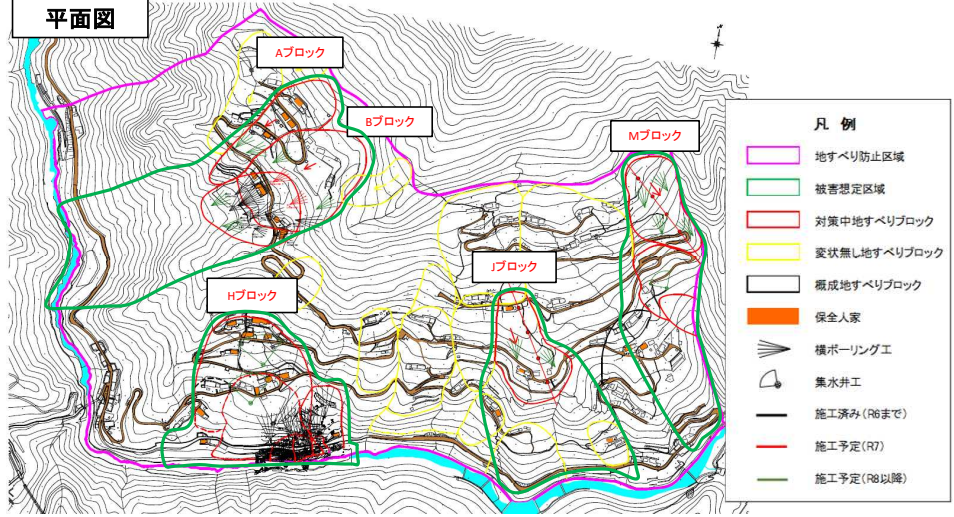 平面図
Aブロック
Bブロック
Mブロック
Hブロック
Jブロック
凡 例
地すべり防止区域
被害想定区域
対策中地すべりブロック
変状無し地すべりブロック
概成地すべりブロック
保全人家
横ボーリング工
集水井工
施工済み(R6まで)
施工予定(R7)
施工予定(R8以降)